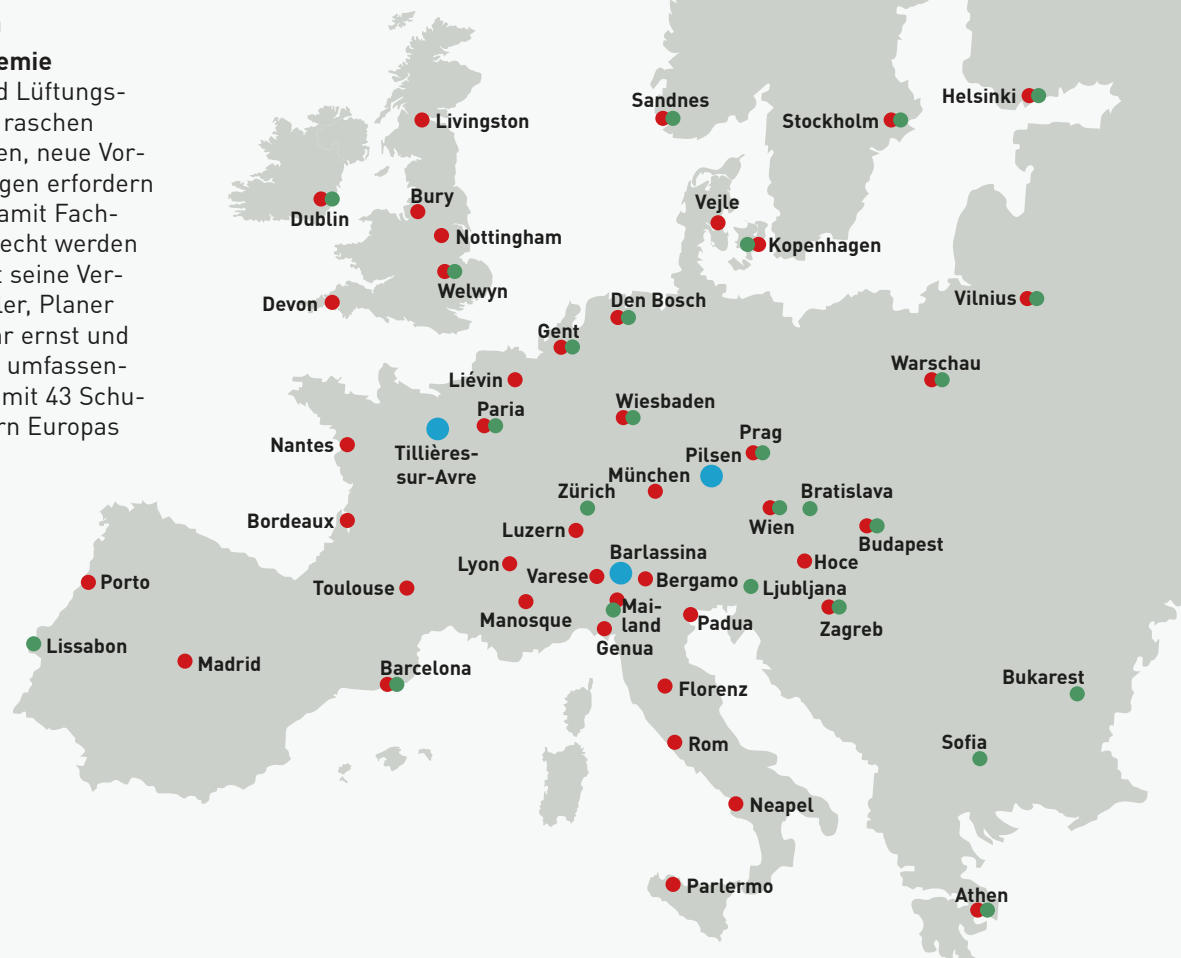 emie
d Lüftungs-
raschen
en, neue Vor-
gen erfordern
amit Fach-
echt werden
t seine Ver-
ler, Planer
r ernst und
umfassen-
mit 43 Schu-
rn Europas
Sandnes
Helsinki
Livingston
Stockholm
Bury
Vejle
Dublin
Nottingham
Kopenhagen
Welwyn
Devon
Den Bosch
Vilnius
Gent
Warschau
Liévin
Wiesbaden
Paria
Prag
Nantes
Tillières-
sur-Avre
Pilsen
München
Zürich
Bratislava
Bordeaux
Luzern
Wien
Budapest
Barlassina
Lyon
Hoce
Varese
Bergamo
Porto
Toulouse
Ljubljana
Manosque
Mai-
land
Padua
Zagreb
Genua
Lissabon
Madrid
Barcelona
Bukarest
Florenz
Sofia
Rom
Neapel
Parlermo
Athen